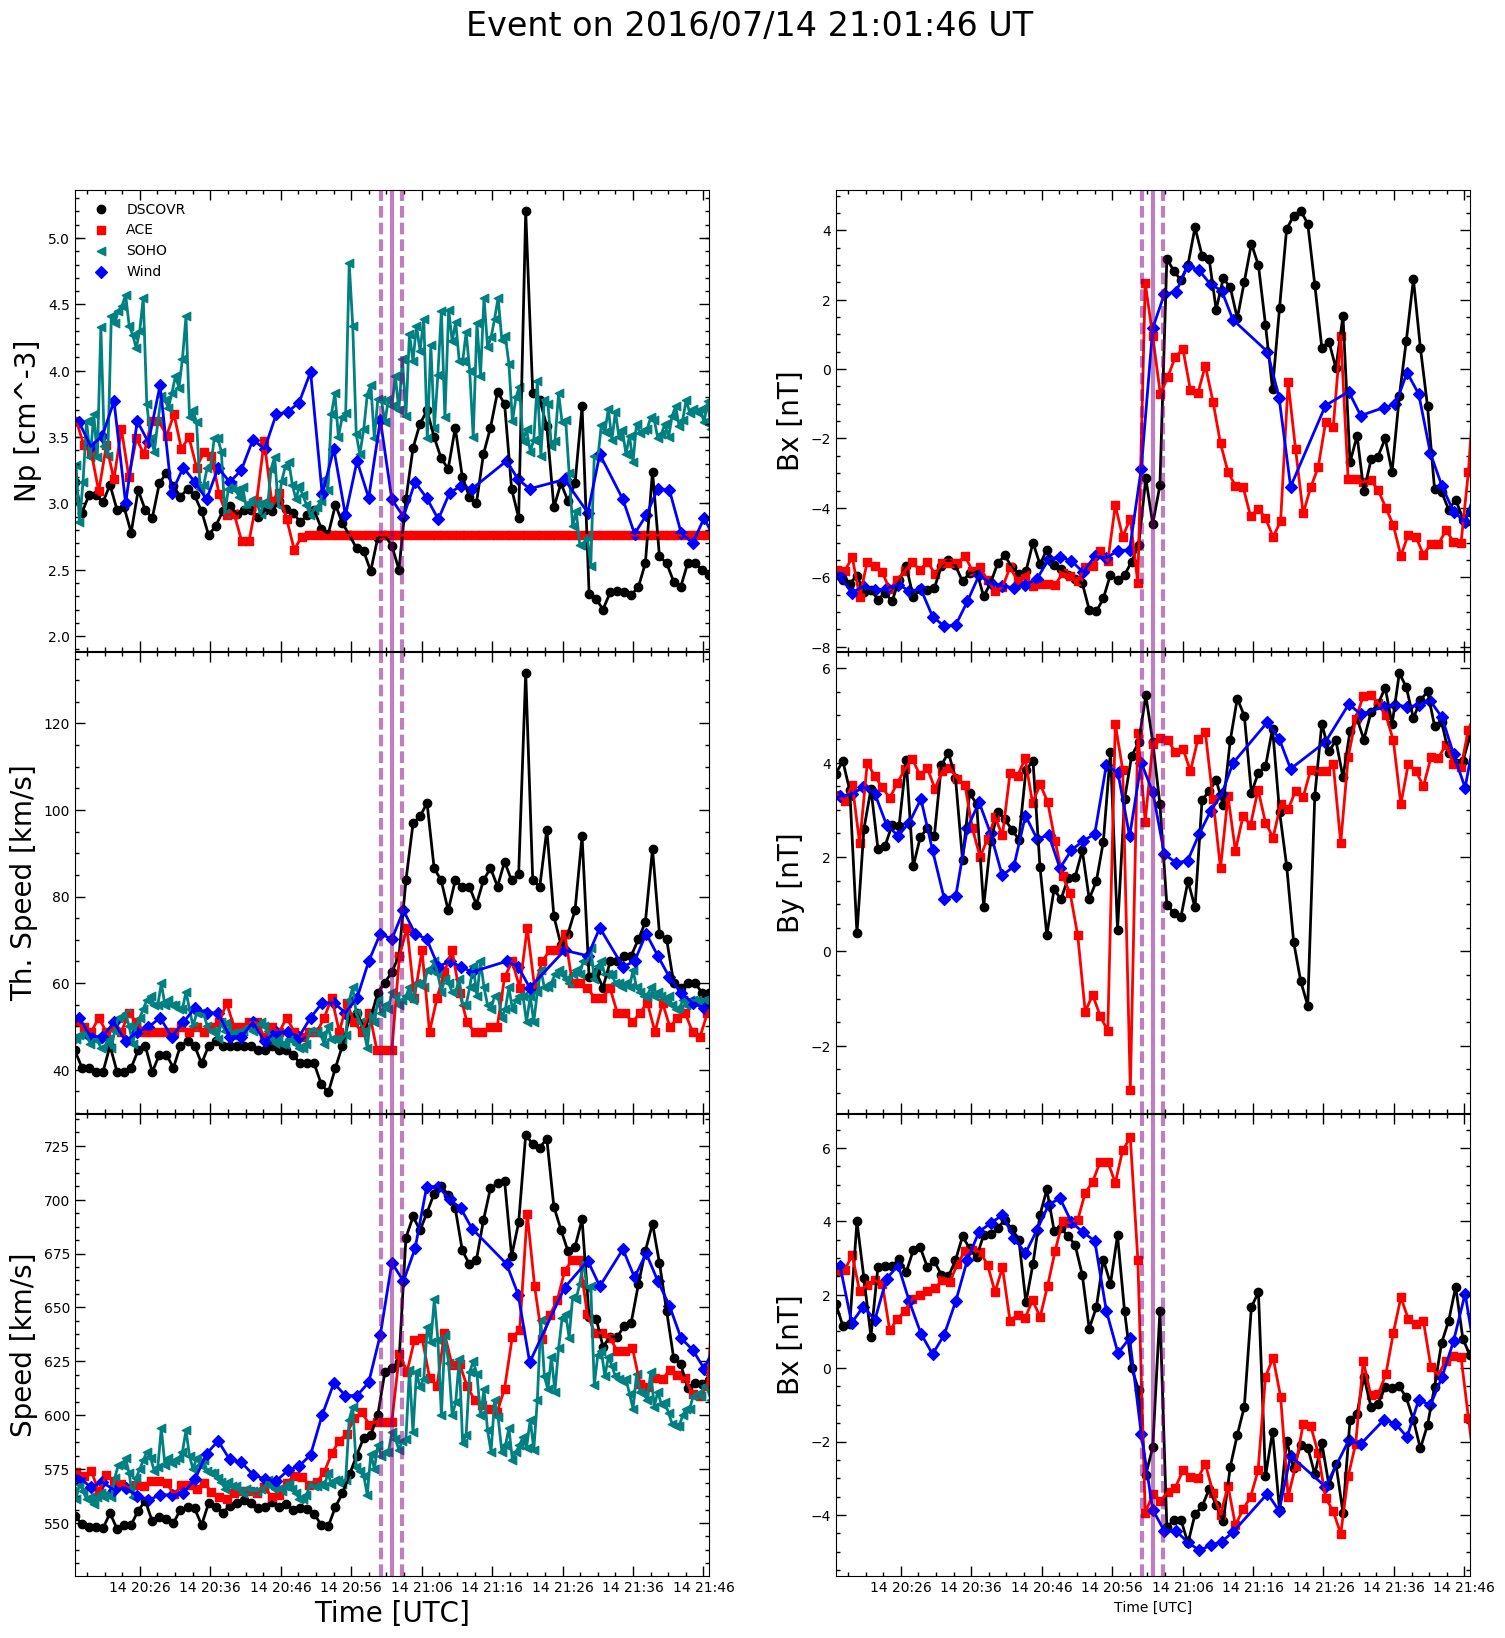 Event on 2016/07/14 21:01:46 UT
DSCOVR
ACE
SOHO
Wind
Np [cm^-3]
5.0
4.5
4.0
3.5
3.0
2.5
2.0
Th. Speed [km/s]
120
100
80
60
40
Speed [km/s]
725
700
675
650
625
600
575
550
14 20:26 14 20:36 14 20:46 14 20:56 14 21:06 14 21:16 14 21:26 14 21:36 14 21:46
Time [UTC]
Bx [nT]
4
2
0
−2
−4
−6
−8
By [nT]
6
4
2
0
−2
Bx [nT]
6
4
2
0
−2
−4
14 20:26 14 20:36 14 20:46 14 20:56 14 21:06 14 21:16 14 21:26 14 21:36 14 21:46
Time [UTC]